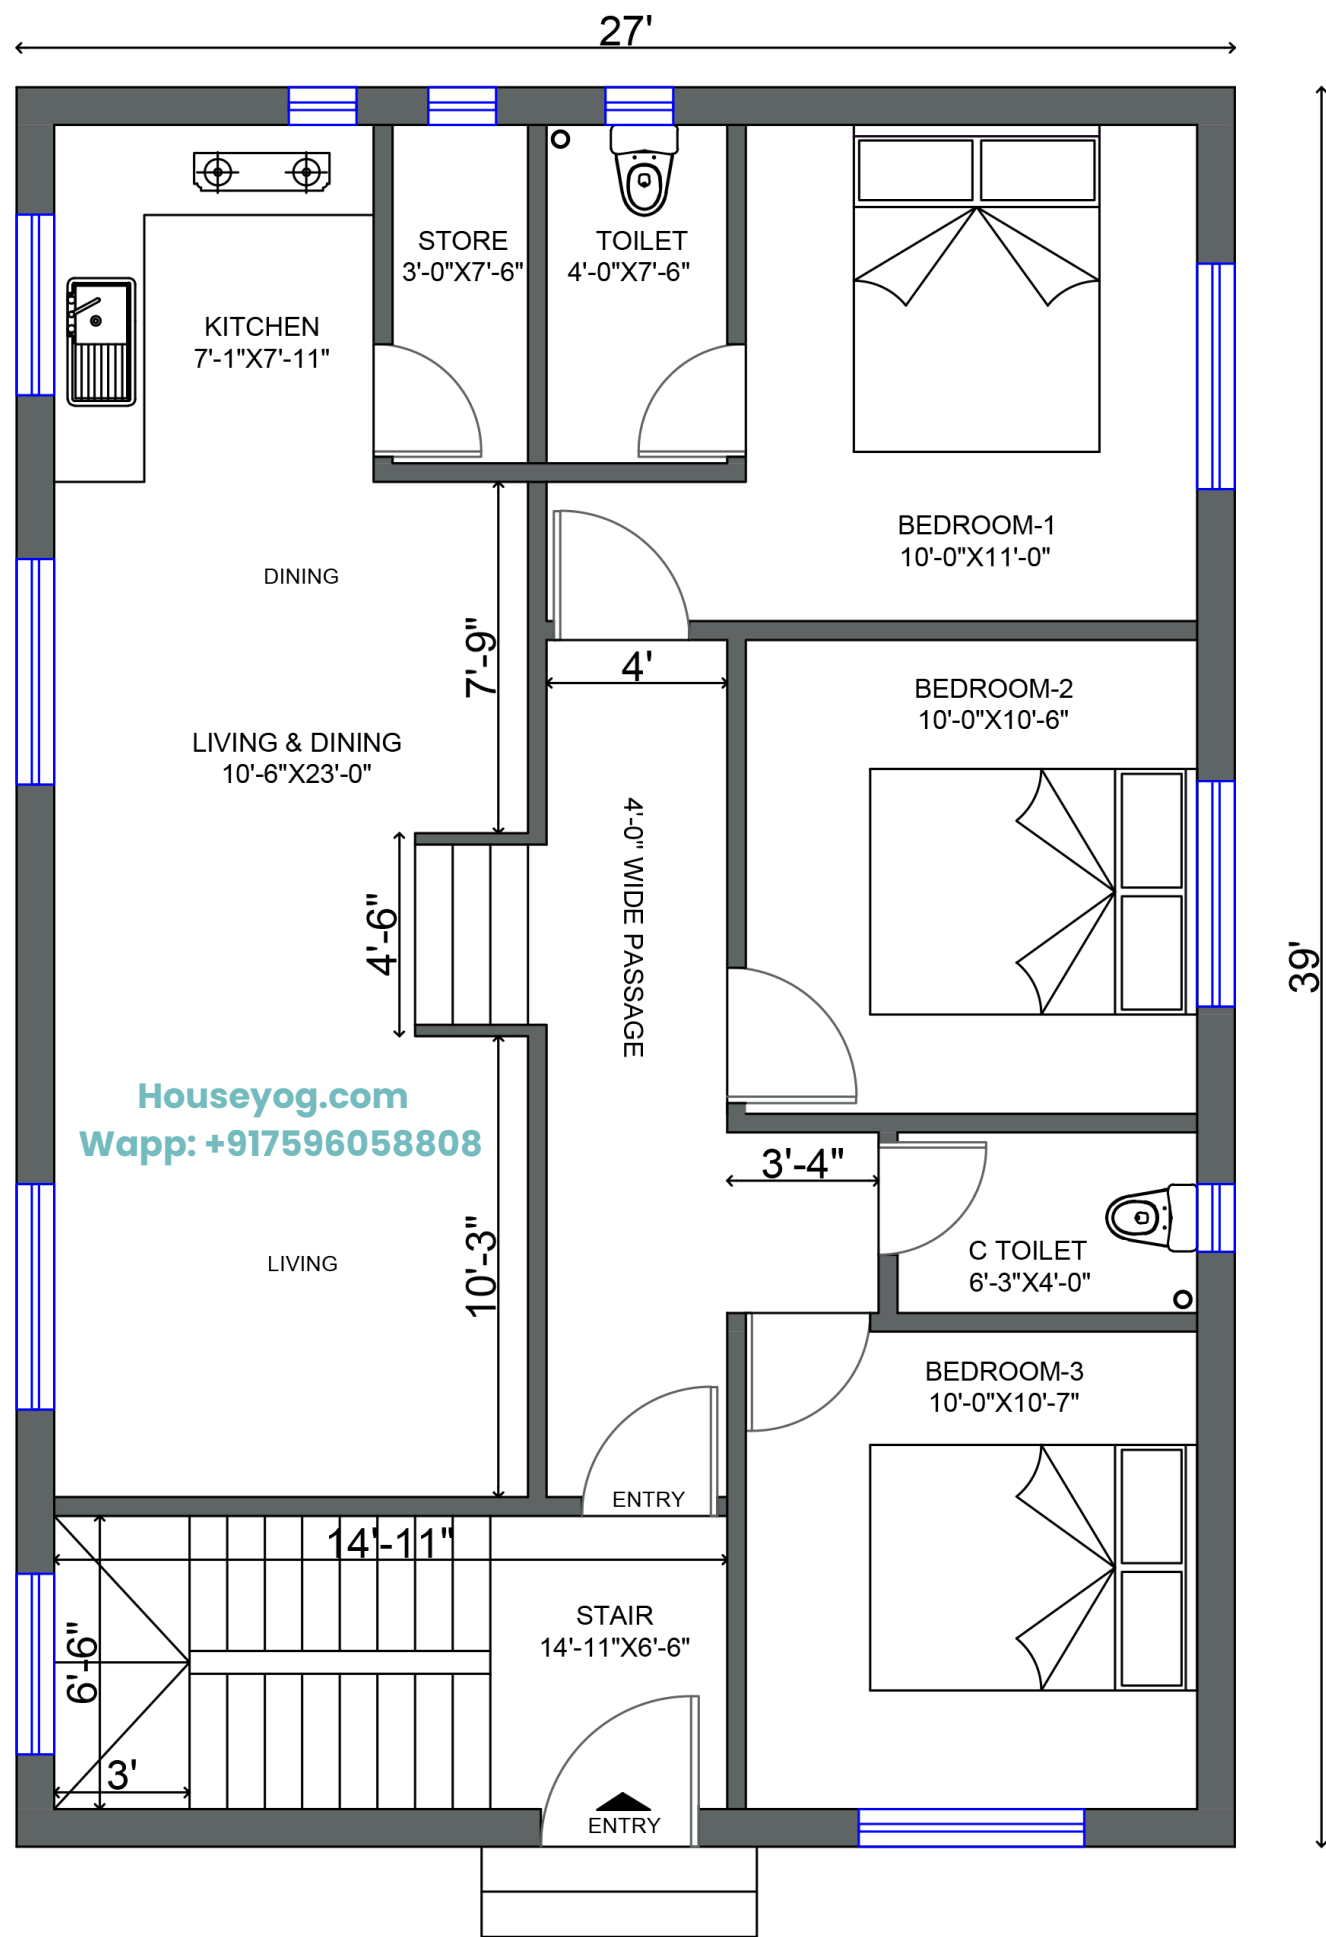 27'
STORE
3'-0"X7'-6"
TOILET
4'-0"X7'-6"
KITCHEN
7'-1"X7'-11"
BEDROOM-1
10'-0"X11'-0"
DINING
7'-9"
4'
BEDROOM-2
10'-0"X10'-6"
LIVING & DINING
10'-6"X23'-0"
4'-0" WIDE PASSAGE
4'-6"
39'
Houseyog.com
Wapp: +917596058808
3'-4"
10'-3"
C TOILET
6'-3"X4'-0"
LIVING
BEDROOM-3
10'-0"X10'-7"
ENTRY
14'-11"
STAIR
14'-11"X6'-6"
6'-6"
3'
ENTRY